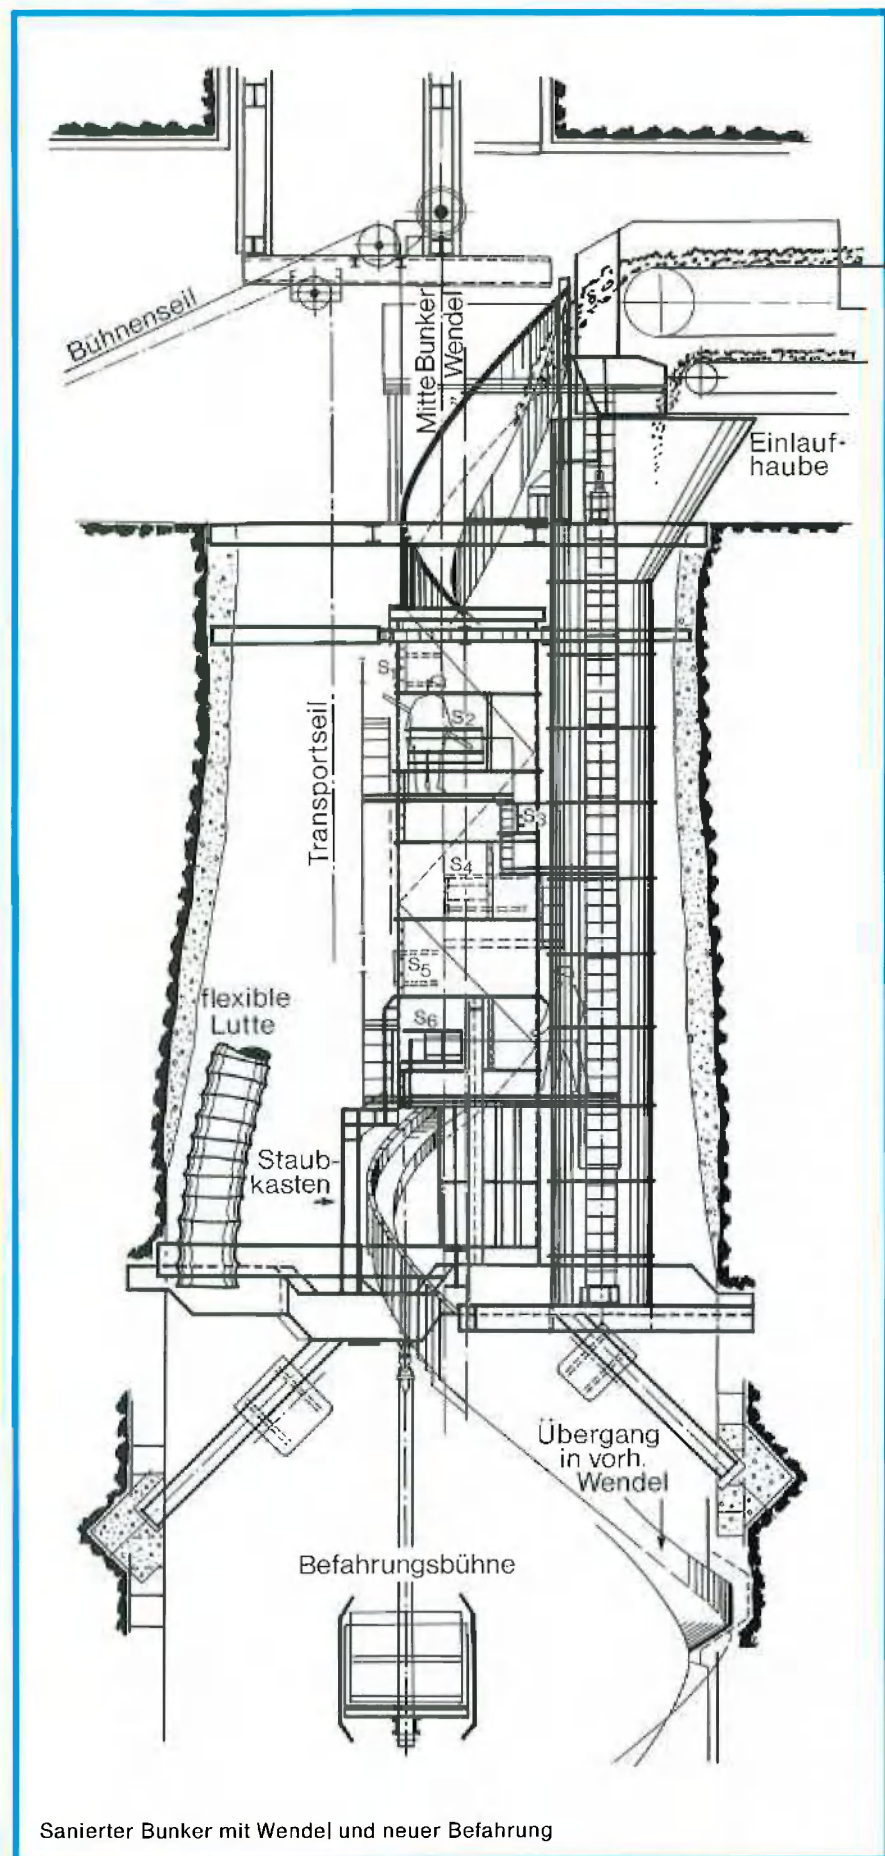 Bühnenseil
Mitte Bunker
" Wendel
Einlauf-
haube
Transportseil
S
S2
S3
S4
S5
S6
flexible
Lutte
Staub-
kasten
Übergang
in vorh.
Wendel
Befahrungsbühne
Sanierter Bunker mit Wendel und neuer Befahrung